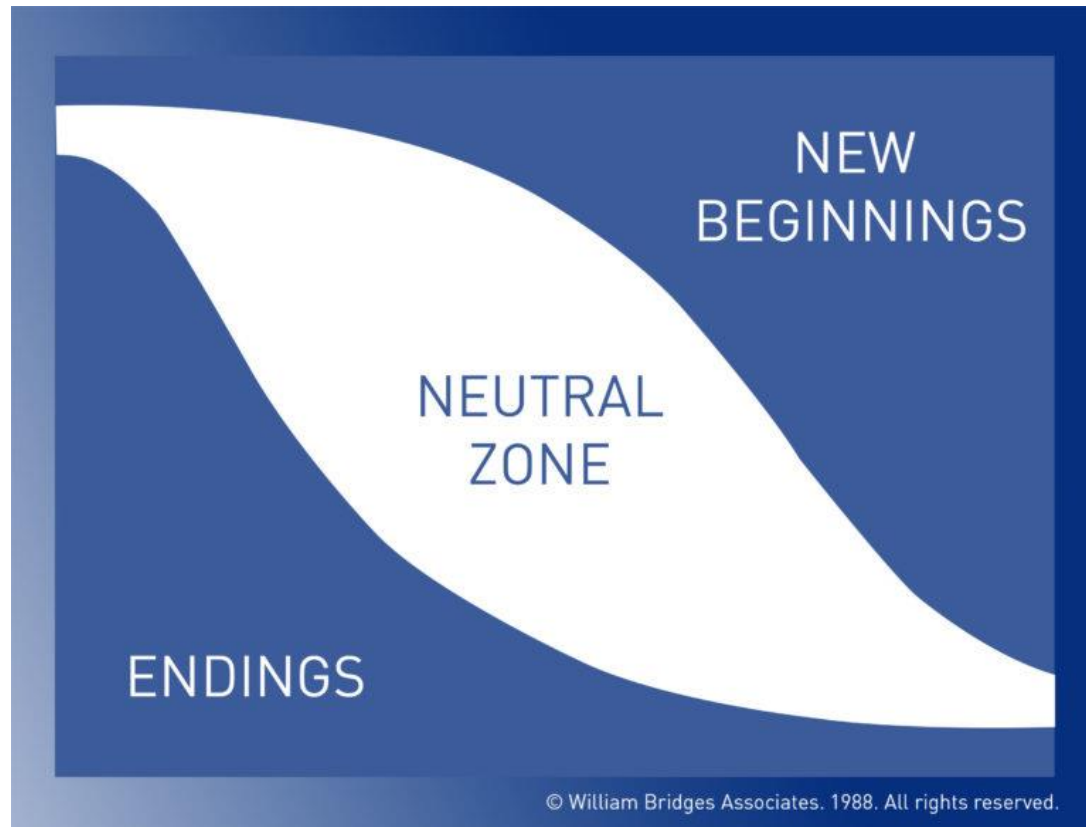 NEW
BEGINNINGS
NEUTRAL
ZONE
ENDINGS
© William Bridges Associates. 1988. All rights reserved.